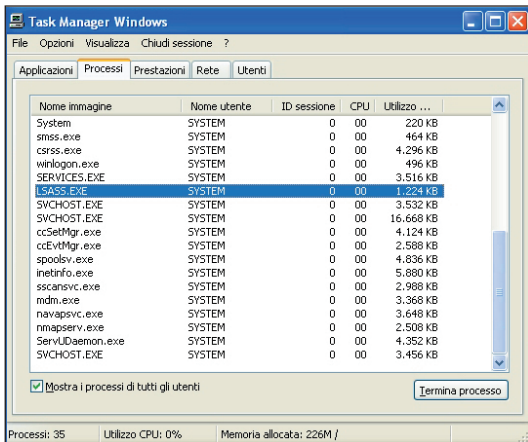 Task Manager Windows
File Opzioni Visualizza Chiudi sessione ?
Applicazioni Processi Prestazioni Rete Utenti
Nome immagine Nome utente ID sessione CPU Utilizzo ...
System SYSTEM 0 00 220 KB
smss.exe SYSTEM 0 00 464 KB
csrss.exe SYSTEM 0 00 4.296 KB
winlogon.exe SYSTEM 0 00 496 KB
SERVICES.EXE SYSTEM 0 00 3.516 KB
LSASS.EXE SYSTEM 0 00 1.224 KB
SVCHOST.EXE SYSTEM 0 00 3.532 KB
SVCHOST.EXE SYSTEM 0 00 16.668 KB
ccSetMgr.exe SYSTEM 0 00 4.124 KB
ccEvtMgr.exe SYSTEM 0 00 2.588 KB
spoolsv.exe SYSTEM 0 00 4.836 KB
inetinfo.exe SYSTEM 0 00 5.880 KB
sscansvc.exe SYSTEM 0 00 2.988 KB
mdm.exe SYSTEM 0 00 3.368 KB
navapsvc.exe SYSTEM 0 00 3.648 KB
nmapserv.exe SYSTEM 0 00 2.508 KB
ServUDaemon.exe SYSTEM 0 00 4.352 KB
SVCHOST.EXE SYSTEM 0 00 3.456 KB
Mostra i processi di tutti gli utenti Termina processo
Processi: 35 Utilizzo CPU: 0% Memoria allocata: 226M /